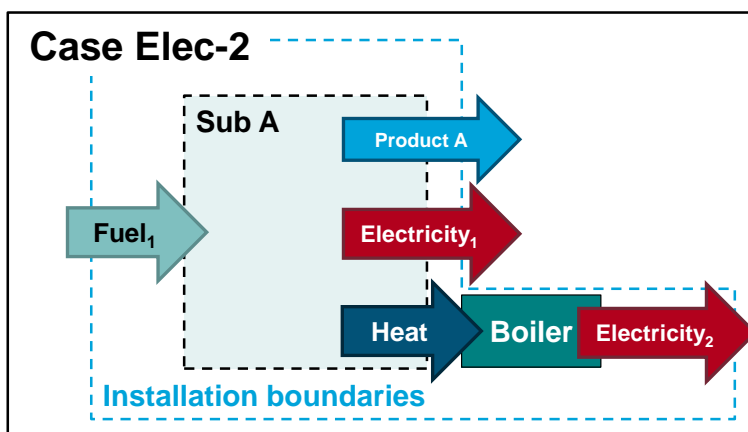 Case Elec-2
Sub A
Product A
Fuel₁
Electricity₁
Heat
Boiler
Electricity₂
Installation boundaries